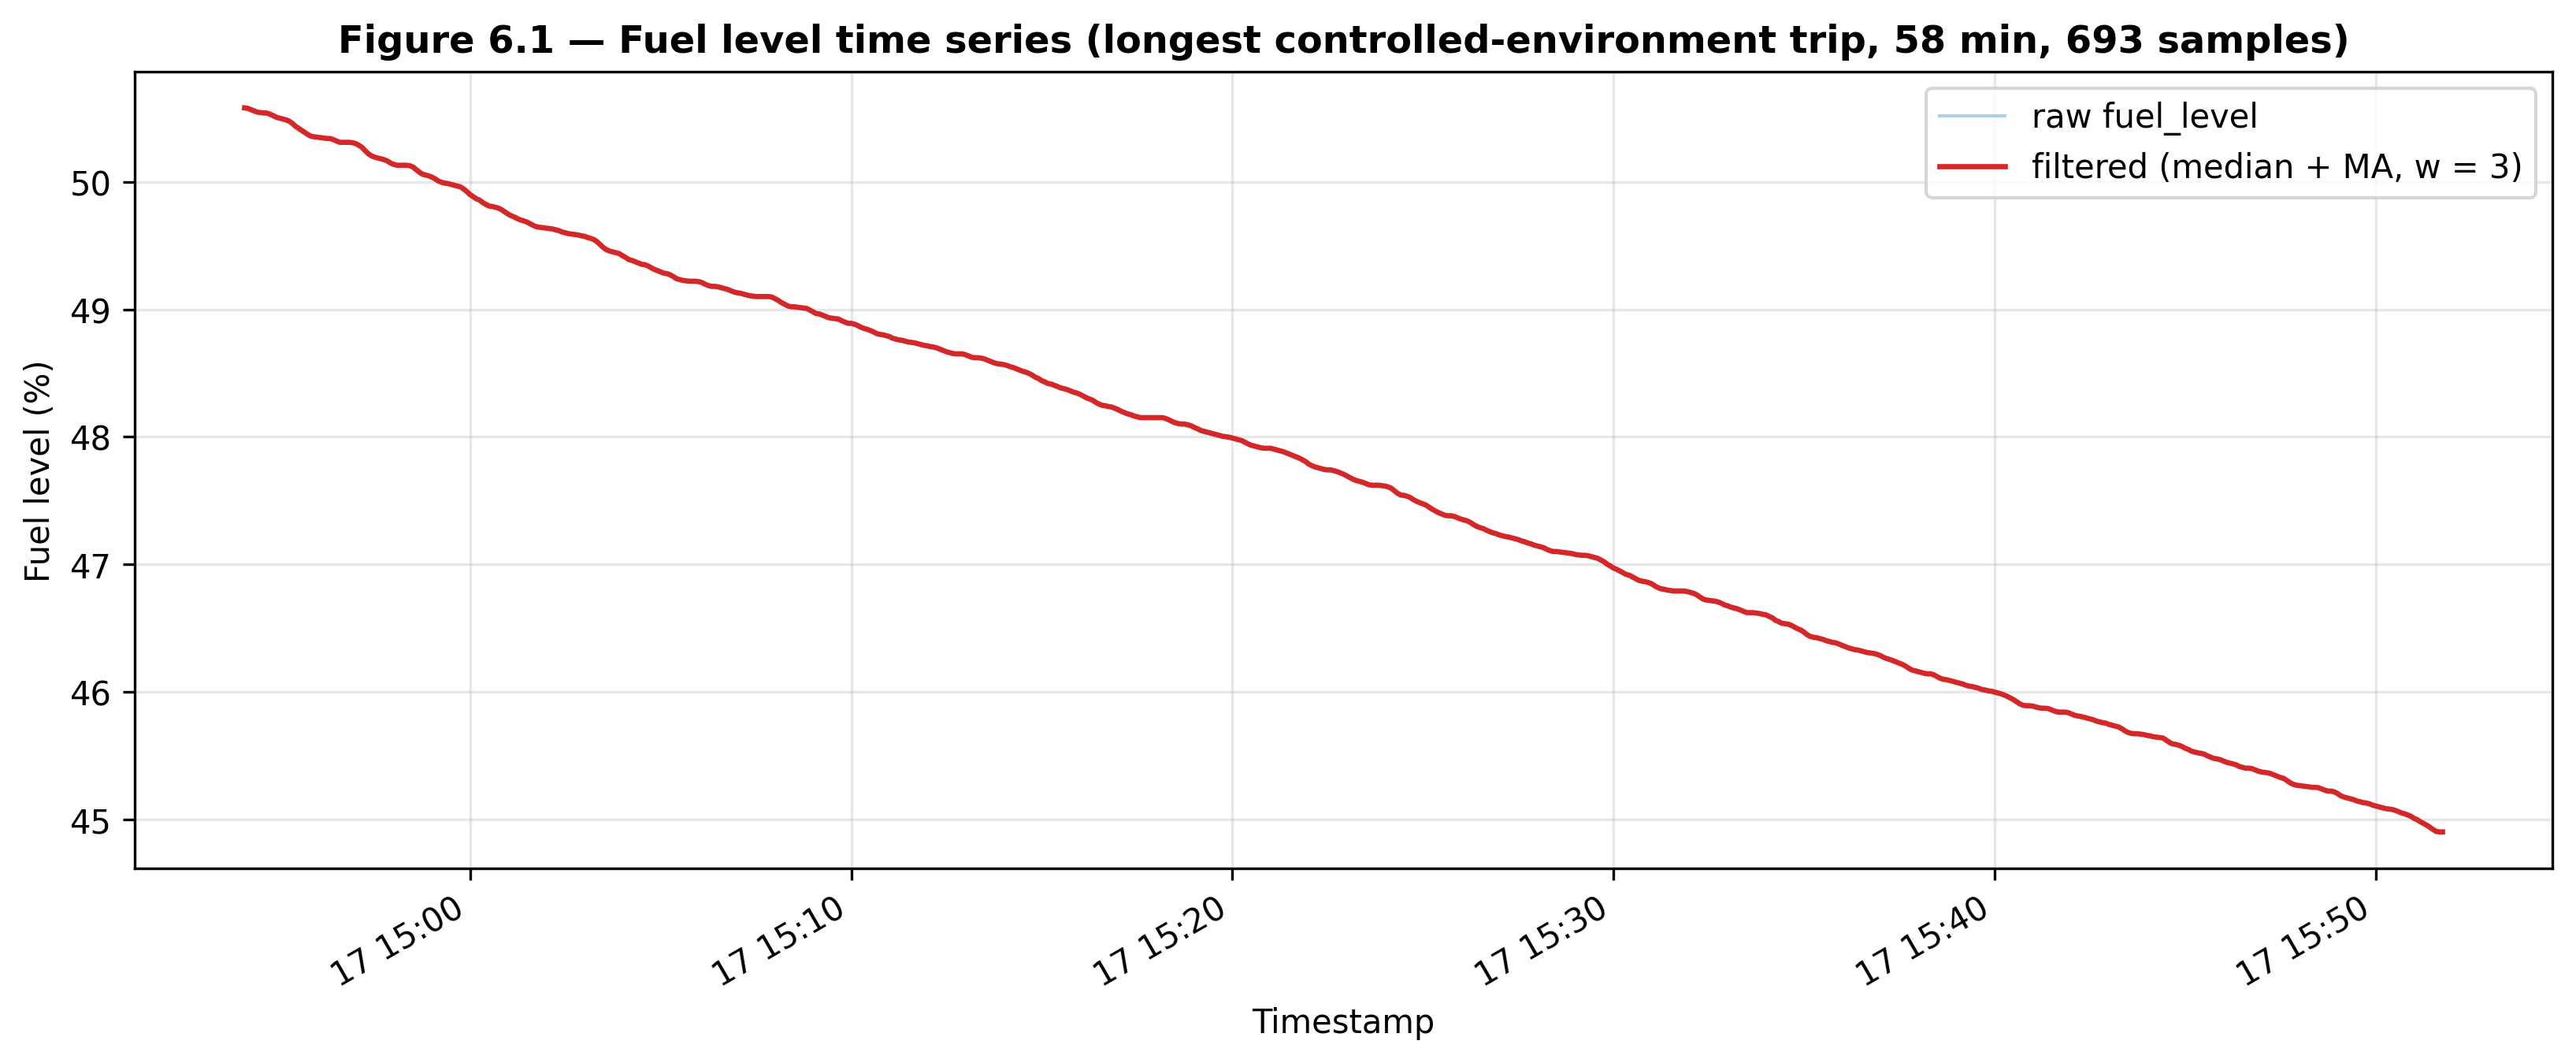 Figure 6.1 — Fuel level time series (longest controlled-environment trip, 58 min, 693 samples)
raw fuel_level
filtered (median + MA, w = 3)
Fuel level (%)
50
49
48
47
46
45
17 15:00
17 15:10
17 15:20
17 15:30
17 15:40
17 15:50
Timestamp